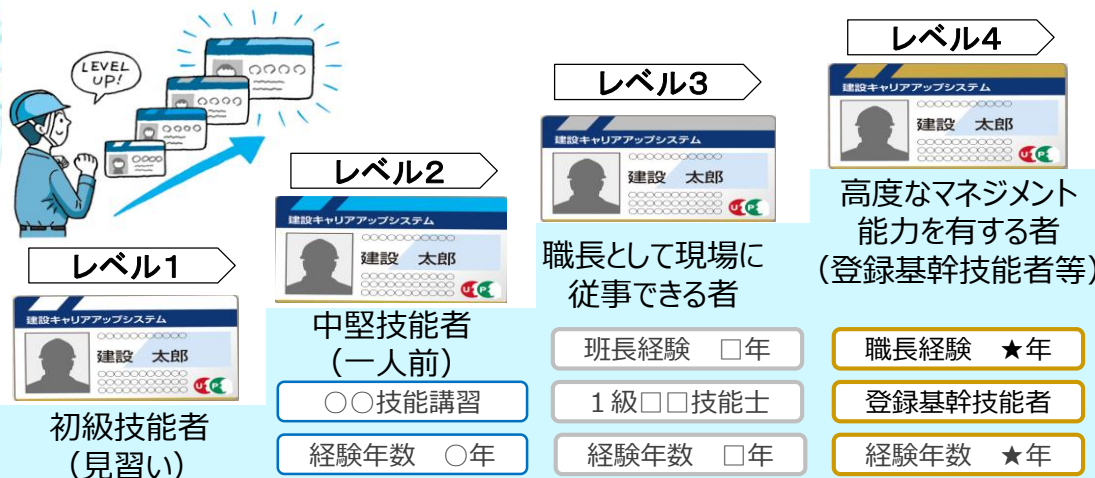 LEVEL
UP!
レベル1
建設キャリアアップシステム
○○○○○○○○○○
建設 太郎
初級技能者
（見習い）
レベル2
建設キャリアアップシステム
建設 太郎
中堅技能者
（一人前）
○○技能講習
経験年数 ○年
レベル3
建設キャリアアップシステム
建設 太郎
職長として現場に
従事できる者
班長経験 □年
１級□□技能士
経験年数 □年
レベル4
建設キャリアアップシステム
建設 太郎
高度なマネジメント
能力を有する者
（登録基幹技能者等）
職長経験 ★年
登録基幹技能者
経験年数 ★年